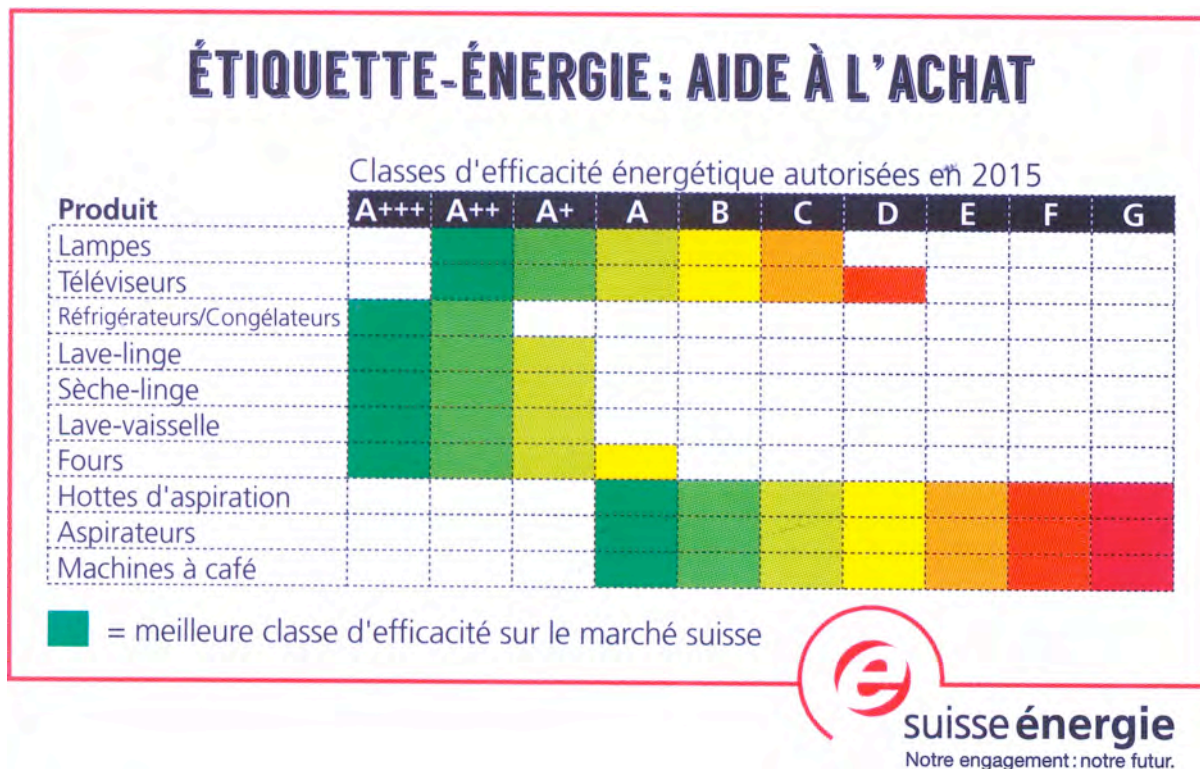 ÉTIQUETTE-ÉNERGIE: AIDE À L'ACHAT
Classes d'efficacité énergétique autorisées en 2015
Produit A+++ A++ A+ A B C D E F G
Lampes
Téléviseurs
Réfrigérateurs/Congélateurs
Lave-linge
Sèche-linge
Lave-vaisselle
Fours
Hottes d'aspiration
Aspirateurs
Machines à café
= meilleure classe d'efficacité sur le marché suisse
e
suisse énergie
Notre engagement: notre futur.